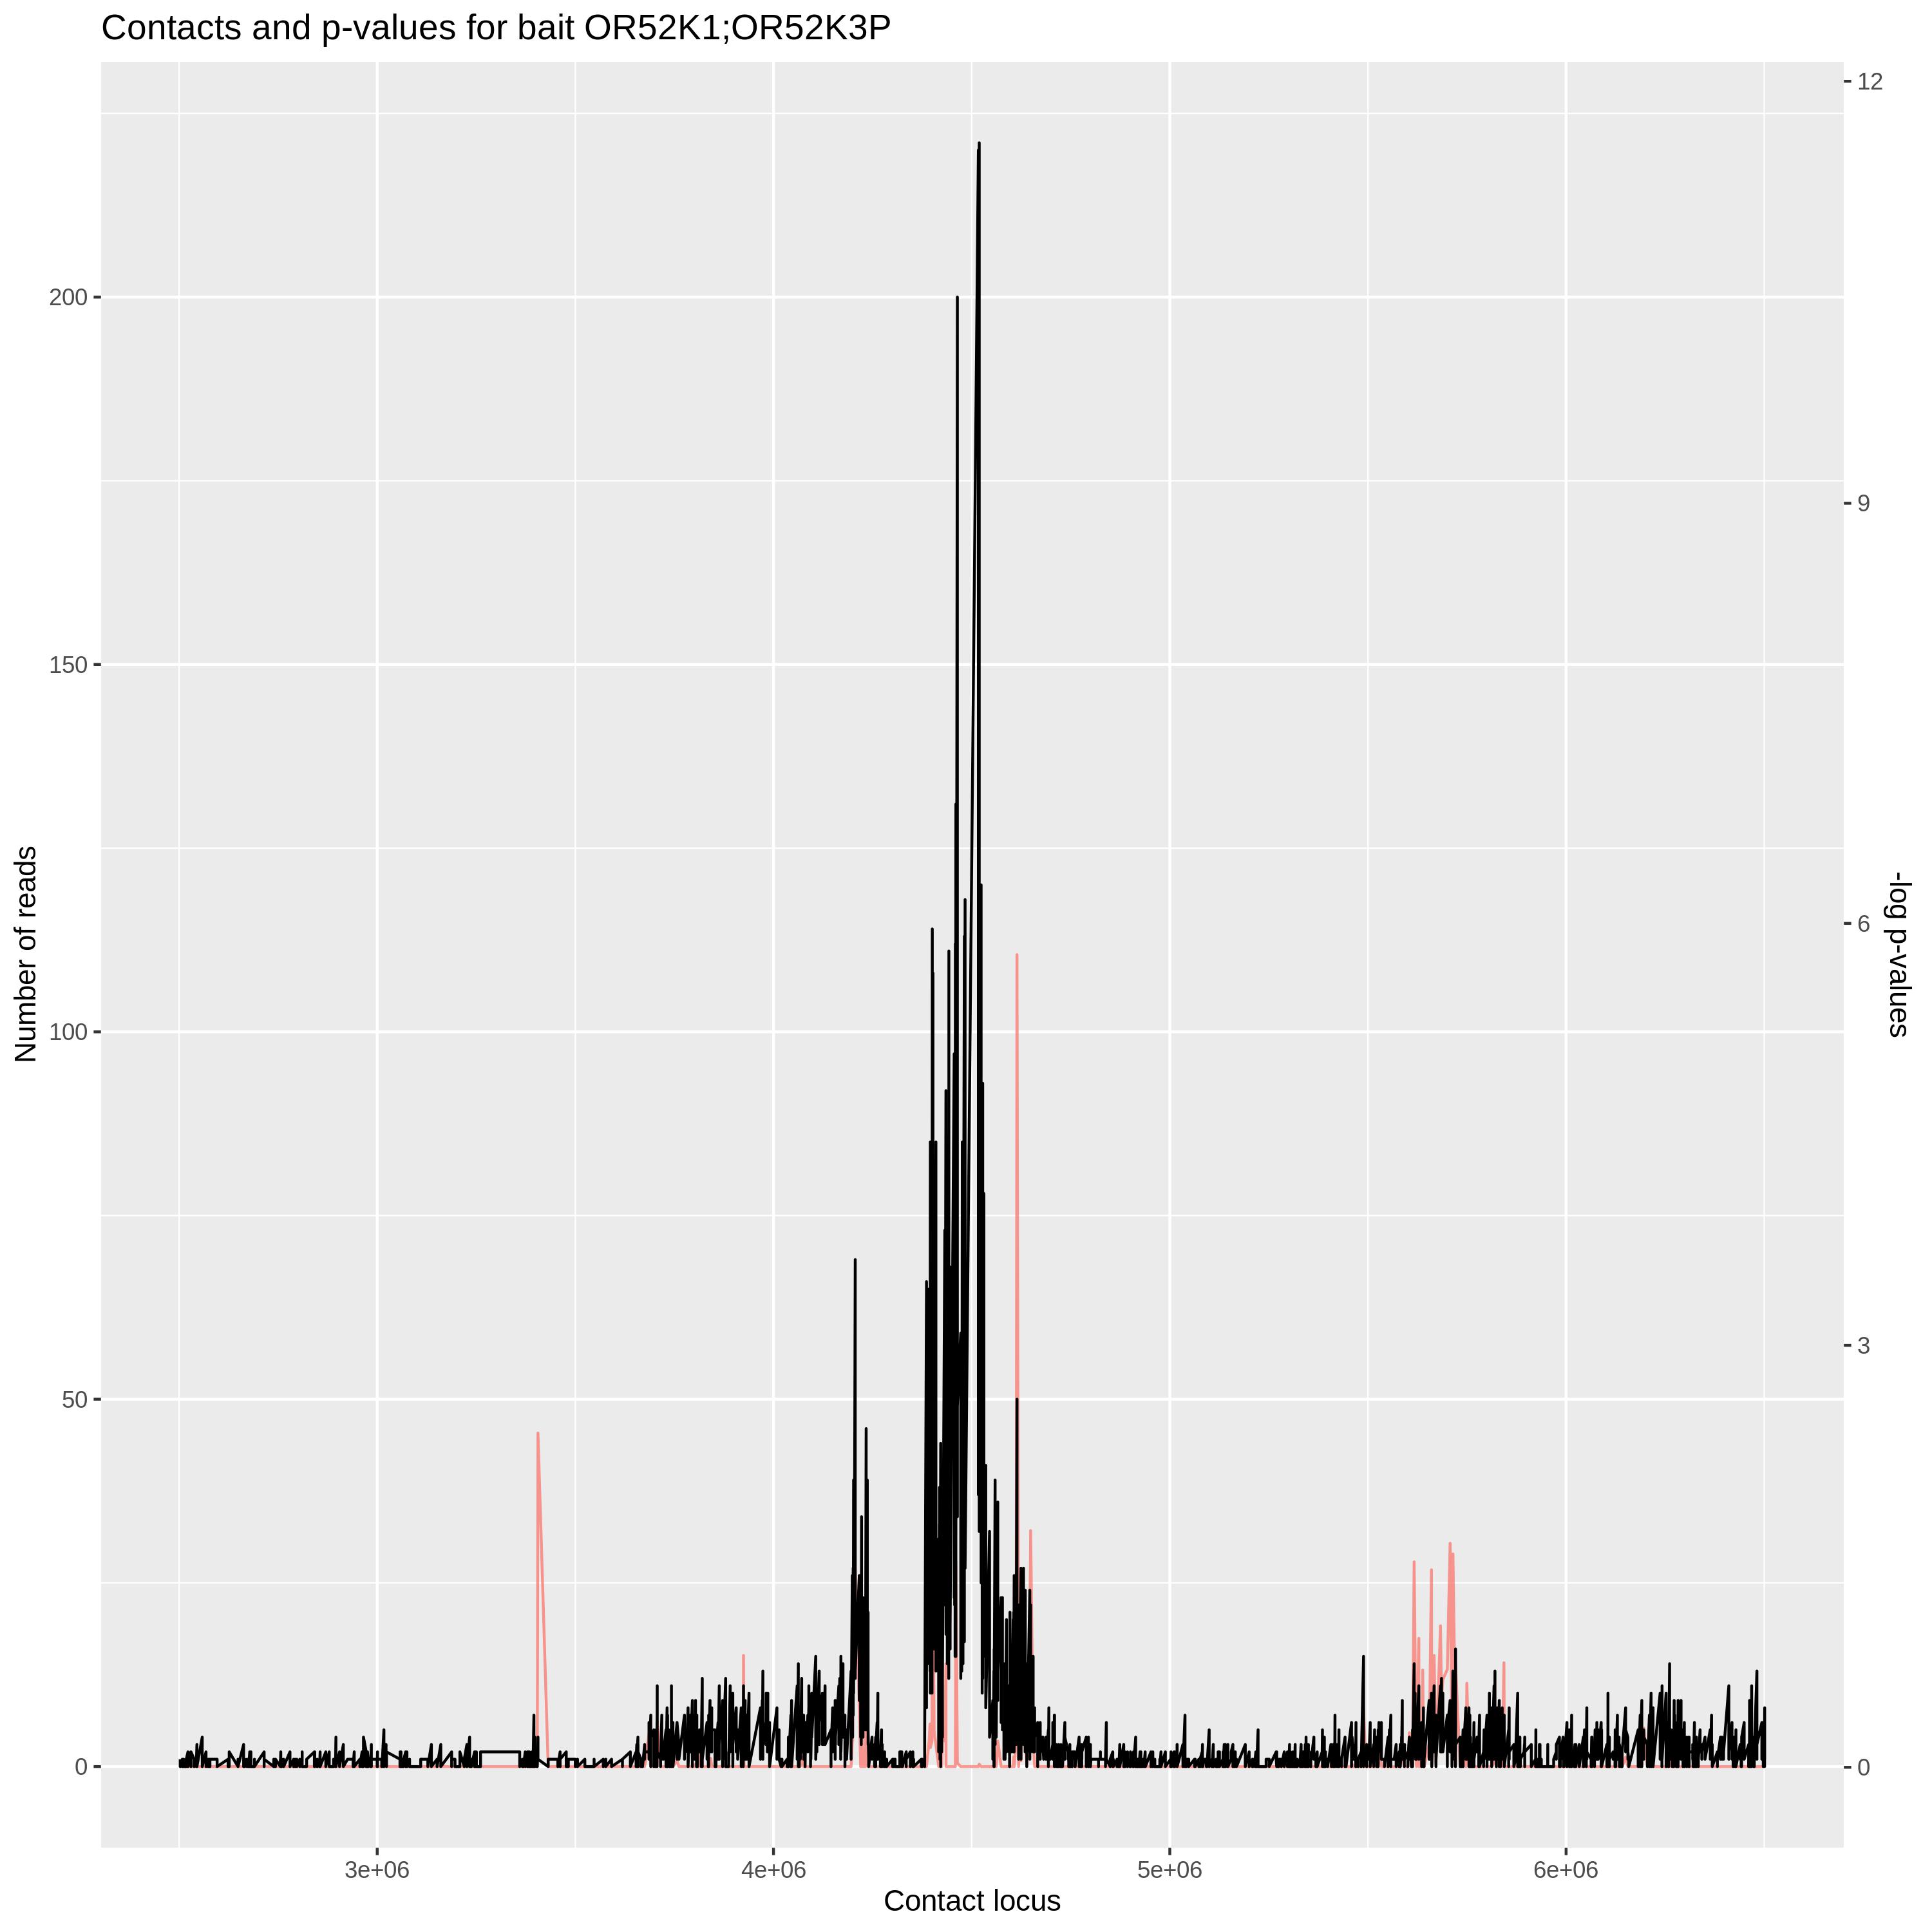 Contacts and p-values for bait OR52K1;OR52K3P
Number of reads
200
150
100
50
0
12
9
6
3
0
-log p-values
3e+06
4e+06
5e+06
6e+06
Contact locus